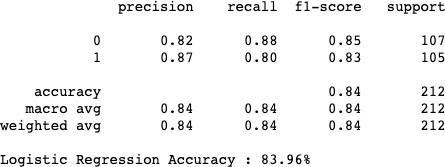 precision recall f1-score support
0 0.82 0.88 0.85 107
1 0.87 0.80 0.83 105
accuracy 0.84 212
macro avg 0.84 0.84 0.84 212
weighted avg 0.84 0.84 0.84 212
Logistic Regression Accuracy : 83.96%